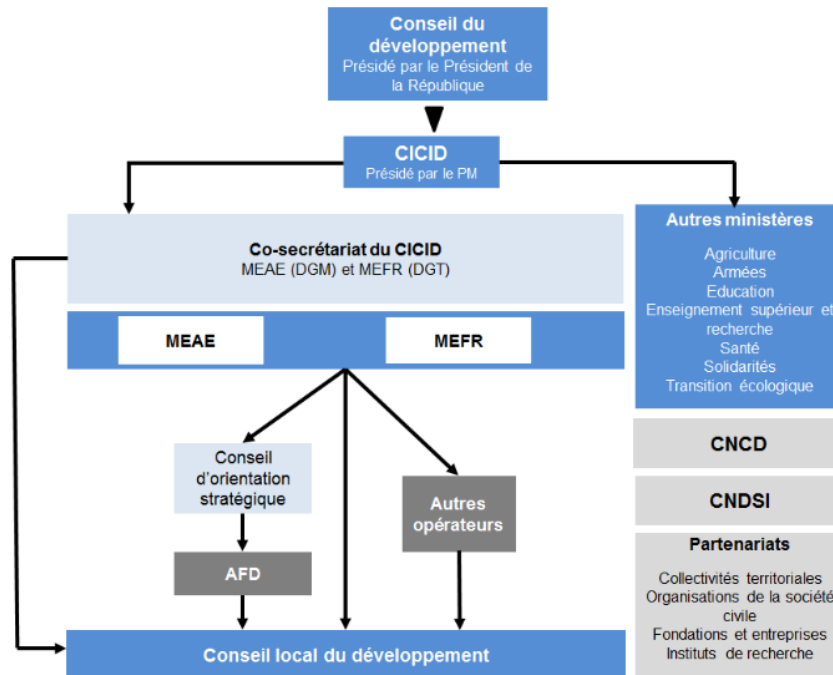 Conseil du
développement
Présidé par le Président de
la République
CICID
Présidé par le PM
Co-secrétariat du CICID
MEAE (DGM) et MEFR (DGT)
MEAE
MEFR
Conseil
d'orientation
stratégique
AFD
Autres
opérateurs
Conseil local du développement
Autres ministères
Agriculture
Armées
Education
Enseignement supérieur et
recherche
Santé
Solidarités
Transition écologique
CNCD
CNDSI
Partenariats
Collectivités territoriales
Organisations de la société
civile
Fondations et entreprises
Instituts de recherche